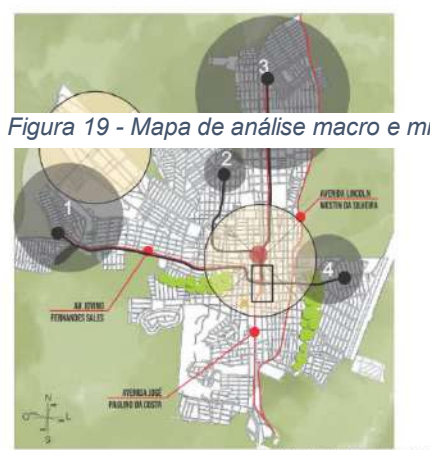 3
Figura 19 - Mapa de análise macro e mi
2
1
AVENIDA LINCOLN
WESTIN DA SILVEIRA
4
AV. JOVINO
FERNANDES SALES
AVENIDA JOSÉ
PAULINO DA COSTA
N
O
L
S